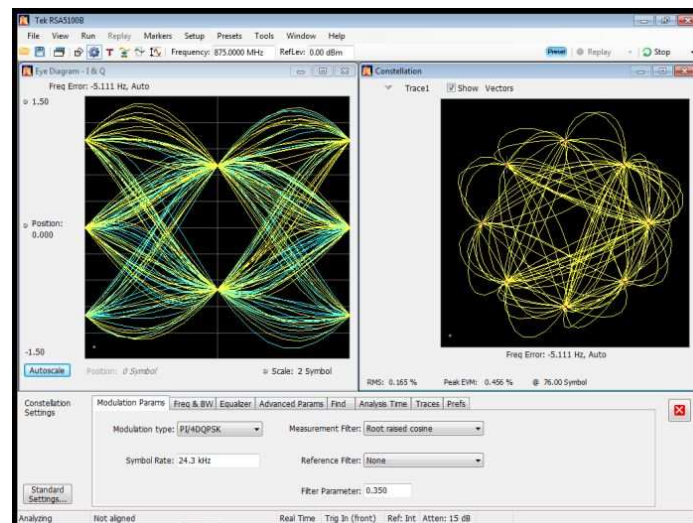 Tek RSA5100B
File View Run Replay Markers Setup Presets Tools Window Help
T Frequency: 875.0000 MHz RefLev: 0.00 dBm Preset Replay Stop
Eye Diagram - I & Q
Freq Error: -5.111 Hz, Auto
1.50
Position:
0.000
-1.50
Autoscale Position: 0 Symbol Scale: 2 Symbol
Constellation
Trace1 Show Vectors
Freq Error: -5.111 Hz, Auto
RMS: 0.165 % Peak EVM: 0.456 % @ 76.00 Symbol
Constellation
Settings
Modulation Params Freq & BW Equalizer Advanced Params Find Analysis Time Traces Prefs
Modulation type: PI/4DQPSK Measurement Filter: Root raised cosine
Symbol Rate: 24.3 kHz Reference Filter: None
Filter Parameter: 0.350
Standard
Settings...
Analyzing Not aligned Real Time Trig In (front) Ref: Int Atten: 15 dB